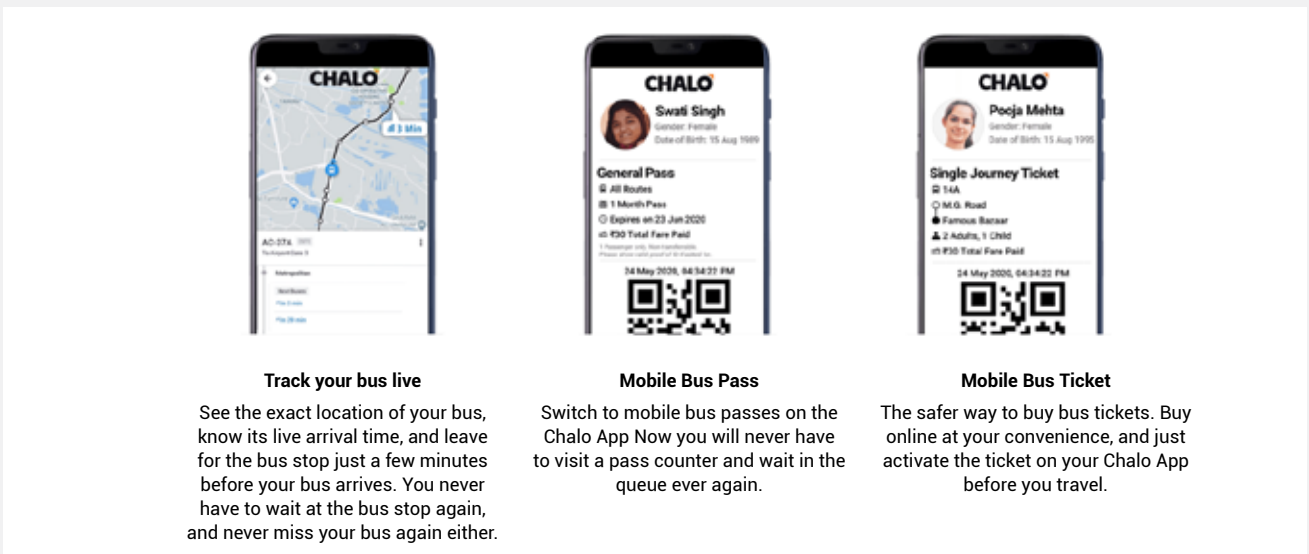 CHALO
3 Min
AC-37A
Metropolitan
Next Buses
CHALO
Swati Singh
Gender: Female
Date of Birth: 15 Aug 1989
General Pass
All Routes
1 Month Pass
Expires on 23 Jun 2020
₹30 Total Fare Paid
24 May 2020, 04:34:22 PM
CHALO
Pooja Mehta
Gender: Female
Date of Birth: 15 Aug 1995
Single Journey Ticket
14A
M.G. Road
Famous Bazaar
2 Adults, 1 Child
₹30 Total Fare Paid
24 May 2020, 04:34:22 PM
Track your bus live
See the exact location of your bus,
know its live arrival time, and leave
for the bus stop just a few minutes
before your bus arrives. You never
have to wait at the bus stop again,
and never miss your bus again either.
Mobile Bus Pass
Switch to mobile bus passes on the
Chalo App Now you will never have
to visit a pass counter and wait in the
queue ever again.
Mobile Bus Ticket
The safer way to buy bus tickets. Buy
online at your convenience, and just
activate the ticket on your Chalo App
before you travel.